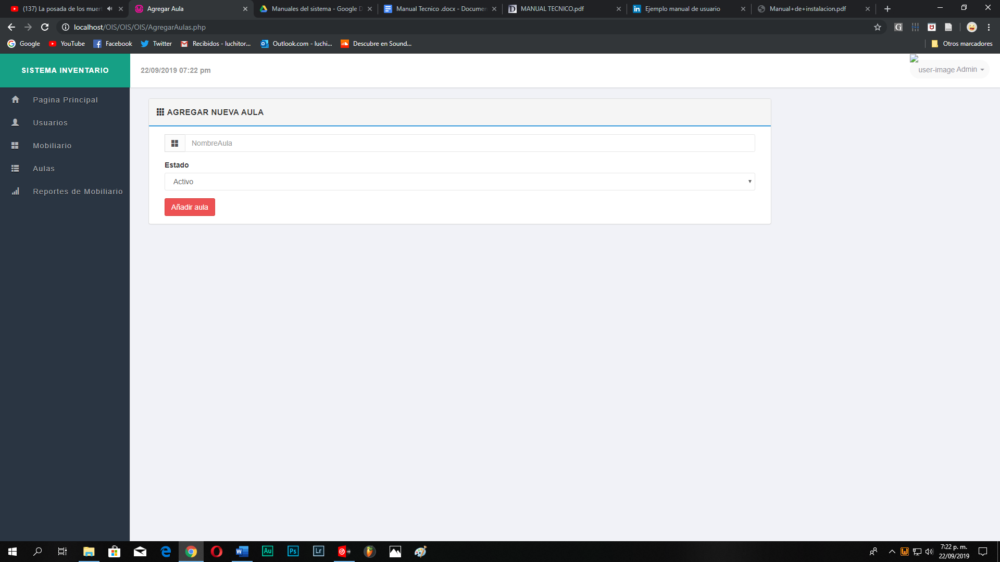 (137) La posada de los muert
Agregar Aula
Manuales del sistema - Google D
Manual Tecnico .docx - Documen
MANUAL TECNICO.pdf
Ejemplo manual de usuario
Manual+de+instalacion.pdf
localhost/OIS/OIS/OIS/AgregarAulas.php
Google
YouTube
Facebook
Twitter
Recibidos - luchitor...
Outlook.com - luchi...
Descubre en Sound...
Otros marcadores
SISTEMA INVENTARIO
22/09/2019 07:22 pm
user-image Admin
Pagina Principal
Usuarios
Mobiliario
Aulas
Reportes de Mobiliario
AGREGAR NUEVA AULA
NombreAula
Estado
Activo
Añadir aula
Au
Ps
Lr
7:22 p. m.
22/09/2019